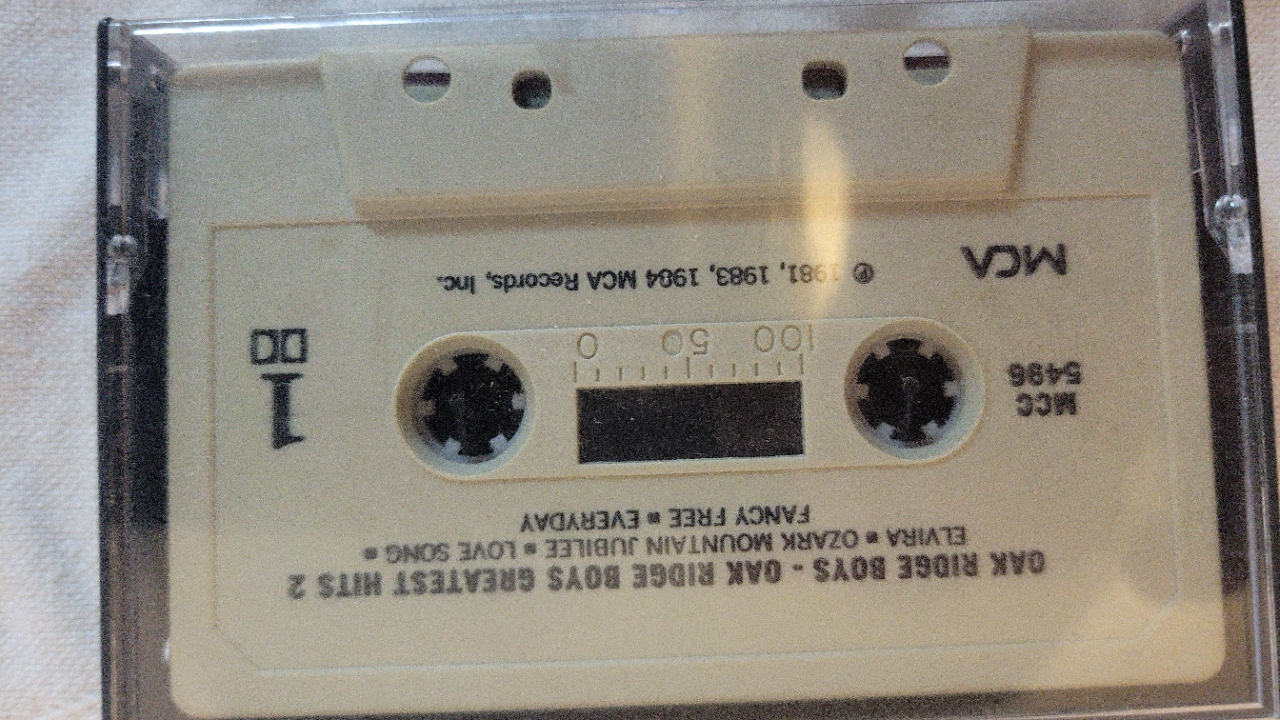 OAK RIDGE BOYS - OAK RIDGE BOYS GREATEST HITS 2
ELVIRA ■ OZARK MOUNTAIN JUBILEE ■ LOVE SONG ■
FANCY FREE ■ EVERYDAY
MCC
5496
1
100 50 0
℗ 1981, 1983, 1984 MCA Records, Inc.
MCA